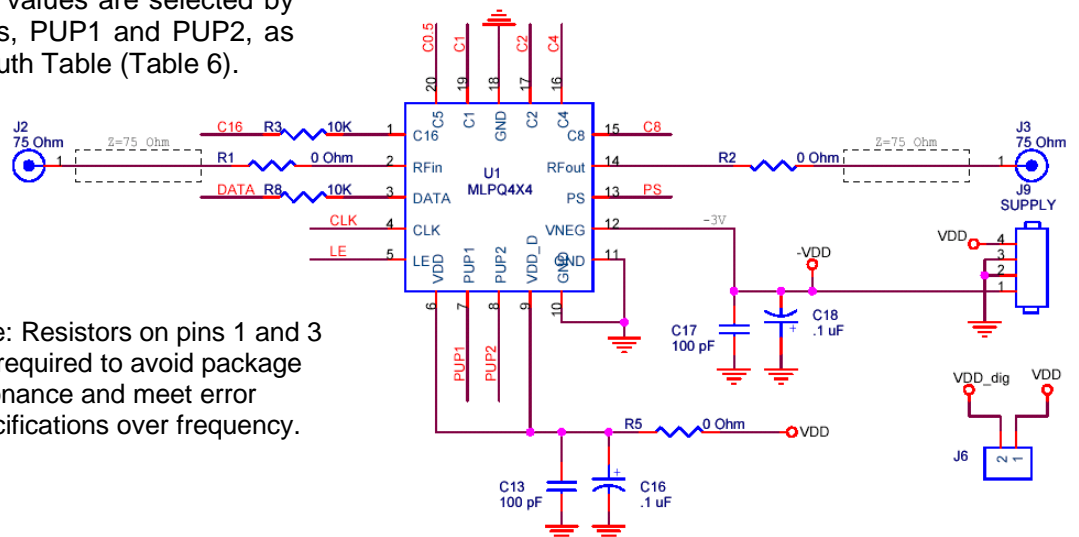 values are selected by
s, PUP1 and PUP2, as
uth Table (Table 6).
C0.5
C1
C2
C4
20
19
18
17
16
C5
C1
GND
C2
C4
J2
75 Ohm
1
Z=75 Ohm
C16 R3 10K 1 C16
R1 0 Ohm 2 RFin
DATA R8 10K 3 DATA
CLK 4 CLK
LE 5 LE
U1
MLPQ4X4
C8 15 C8
RFout 14 R2 0 Ohm
Z=75 Ohm
J3
75 Ohm
1
PS 13 PS
VNEG 12 -3V
GND 11
VDD
PUP1
PUP2
VDD_D
GND
6
7
8
9
10
PUP1
PUP2
J9
SUPPLY
VDD 4
3
2
1
-VDD
C17
100 pF
C18
.1 uF
+
e: Resistors on pins 1 and 3
required to avoid package
onance and meet error
cifications over frequency.
R5 0 Ohm VDD
C13
100 pF
+
C16
.1 uF
VDD_dig VDD
J6
2 1